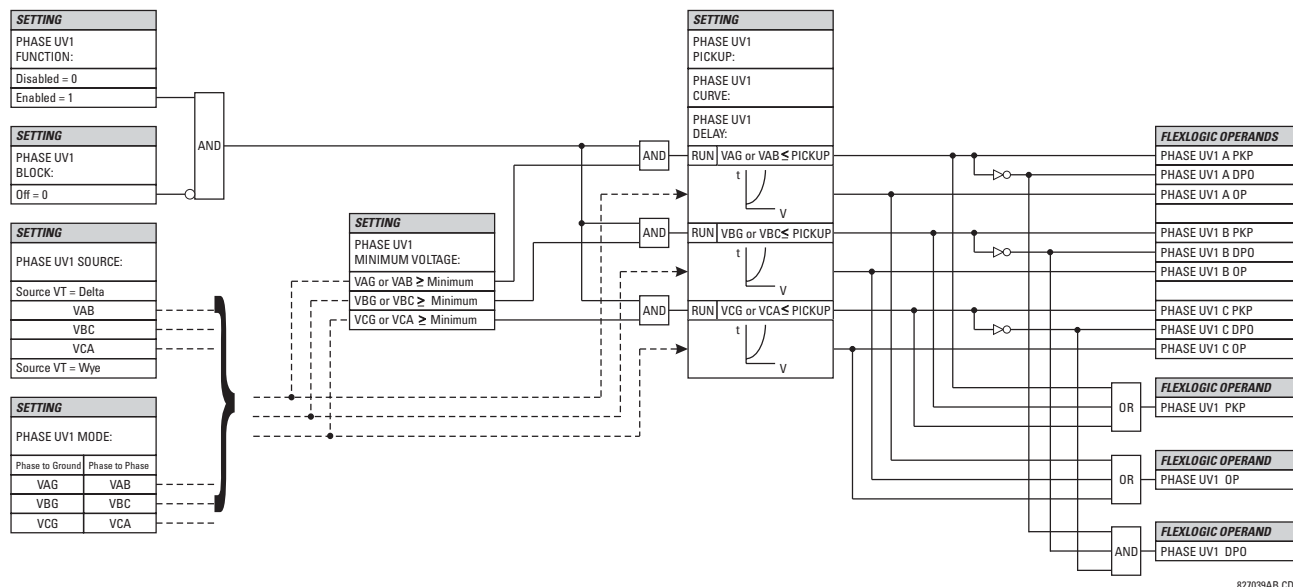 SETTING
PHASE UV1
FUNCTION:
Disabled = 0
Enabled = 1
SETTING
PHASE UV1
BLOCK:
Off = 0
AND
SETTING
PHASE UV1 SOURCE:
Source VT = Delta
VAB
VBC
VCA
Source VT = Wye
SETTING
PHASE UV1 MODE:
Phase to Ground Phase to Phase
VAG VAB
VBG VBC
VCG VCA
SETTING
PHASE UV1
MINIMUM VOLTAGE:
VAG or VAB ≥ Minimum
VBG or VBC ≥ Minimum
VCG or VCA ≥ Minimum
AND
AND
AND
SETTING
PHASE UV1
PICKUP:
PHASE UV1
CURVE:
PHASE UV1
DELAY:
RUN VAG or VAB ≤ PICKUP
t
V
RUN VBG or VBC ≤ PICKUP
t
V
RUN VCG or VCA ≤ PICKUP
t
V
FLEXLOGIC OPERANDS
PHASE UV1 A PKP
PHASE UV1 A DPO
PHASE UV1 A OP
PHASE UV1 B PKP
PHASE UV1 B DPO
PHASE UV1 B OP
PHASE UV1 C PKP
PHASE UV1 C DPO
PHASE UV1 C OP
OR
FLEXLOGIC OPERAND
PHASE UV1 PKP
OR
FLEXLOGIC OPERAND
PHASE UV1 OP
AND
FLEXLOGIC OPERAND
PHASE UV1 DPO